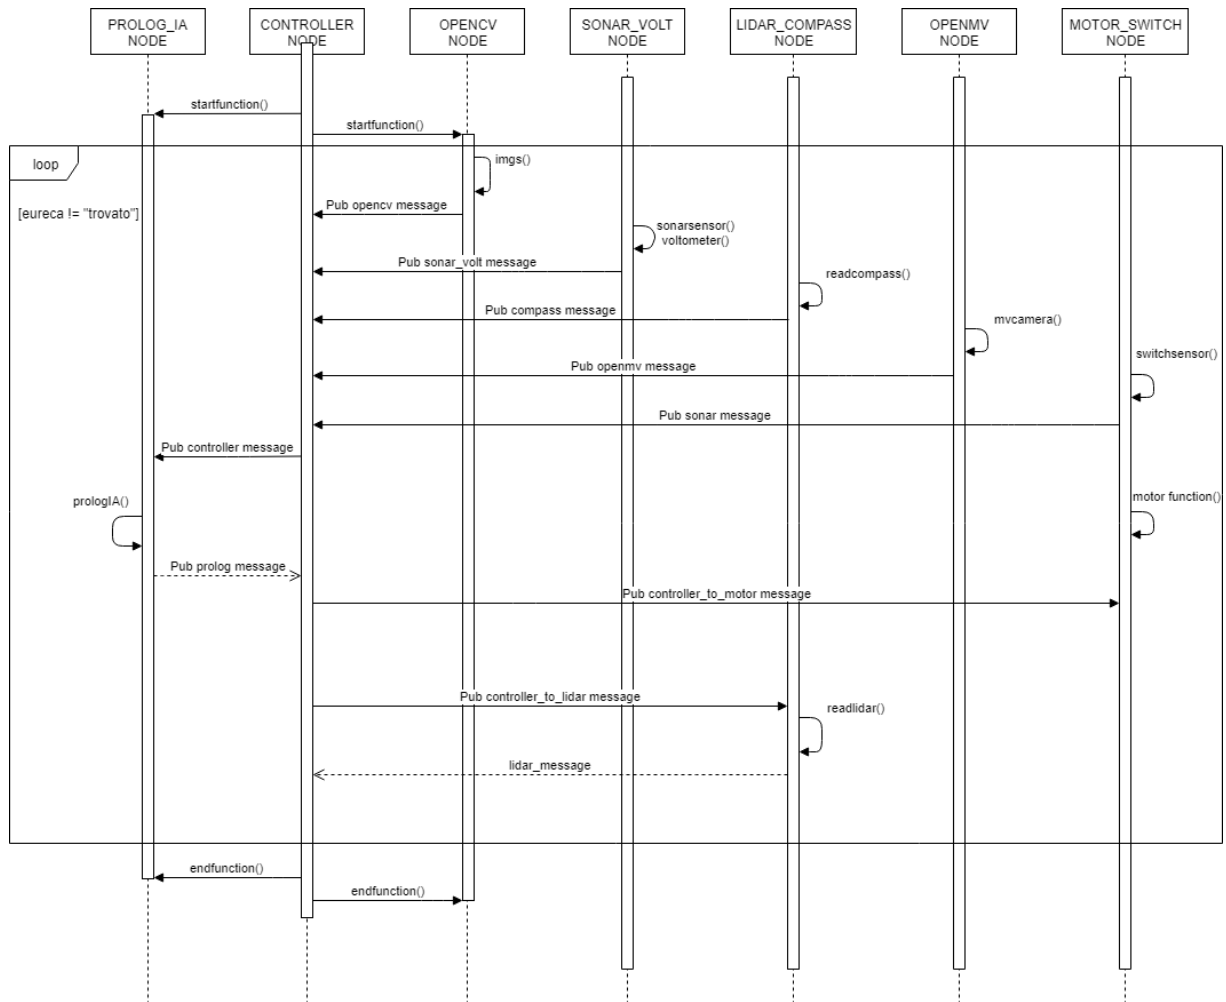 PROLOG_IA
NODE
CONTROLLER
NODE
OPENCV
NODE
SONAR_VOLT
NODE
LIDAR_COMPASS
NODE
OPENMV
NODE
MOTOR_SWITCH
NODE
startfunction()
startfunction()
loop
imgs()
[eureca != "trovato"]
Pub opencv message
sonarsensor()
voltometer()
Pub sonar_volt message
readcompass()
Pub compass message
mvcamera()
switchsensor()
Pub openmv message
Pub sonar message
Pub controller message
prologIA()
motor function()
Pub prolog message
Pub controller_to_motor message
Pub controller_to_lidar message
readlidar()
lidar_message
endfunction()
endfunction()